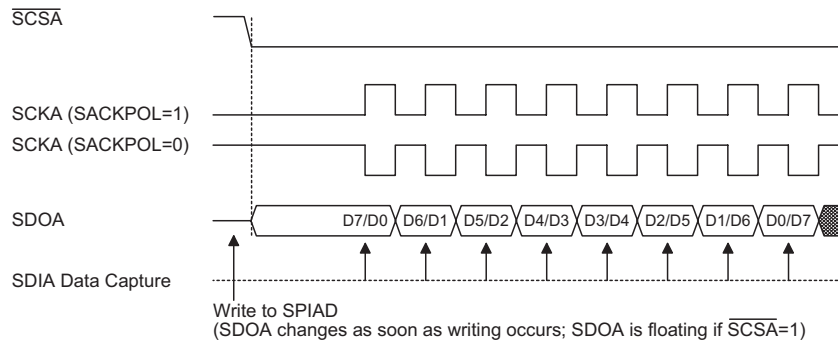 SCSA
SCKA (SACKPOL=1)
SCKA (SACKPOL=0)
SDOA D7/D0 D6/D1 D5/D2 D4/D3 D3/D4 D2/D5 D1/D6 D0/D7
SDIA Data Capture
Write to SPIAD
(SDOA changes as soon as writing occurs; SDOA is floating if SCSA=1)